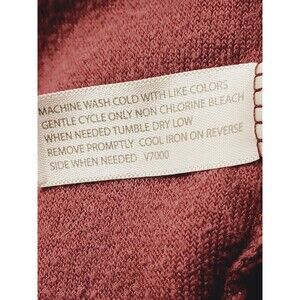 MACHINE WASH COLD WITH LIKE COLORS
GENTLE CYCLE ONLY NON CHLORINE BLEACH
WHEN NEEDED TUMBLE DRY LOW
REMOVE PROMPTLY COOL IRON ON REVERSE
SIDE WHEN NEEDED V7000